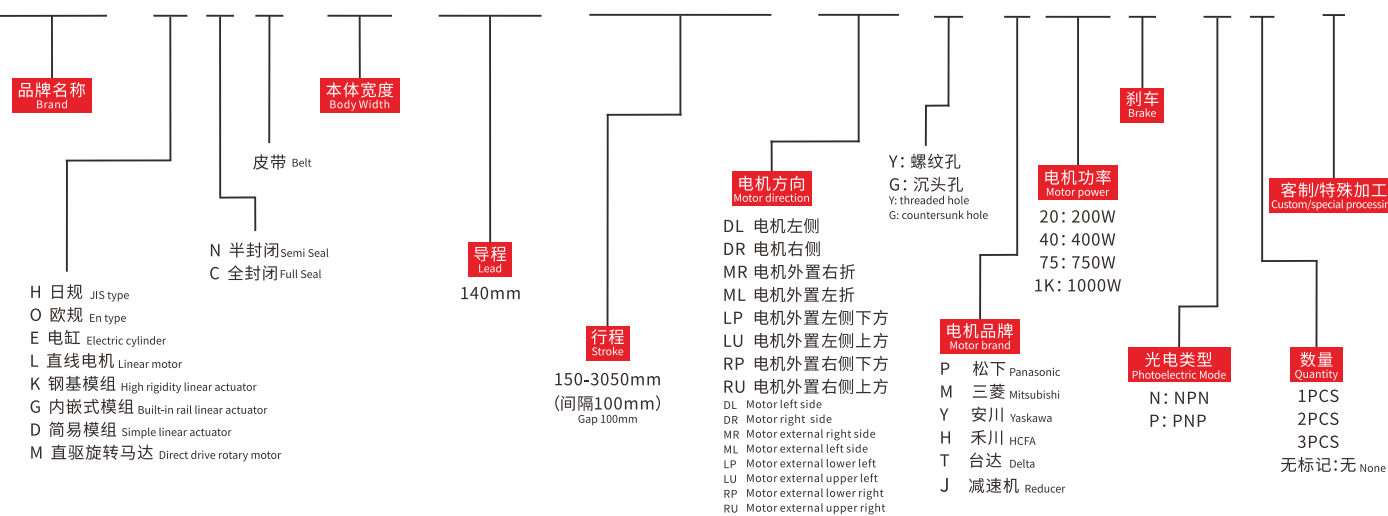 品牌名称
Brand
H 日规 JIS type
O 欧规 En type
E 电缸 Electric cylinder
L 直线电机 Linear motor
K 钢基模组 High rigidity linear actuator
G 内嵌式模组 Built-in rail linear actuator
D 简易模组 Simple linear actuator
M 直驱旋转马达 Direct drive rotary motor
N 半封闭 Semi Seal
C 全封闭 Full Seal
皮带 Belt
本体宽度
Body Width
导程
Lead
140mm
行程
Stroke
150-3050mm
（间隔100mm）
Gap 100mm
电机方向
Motor direction
DL 电机左侧
DR 电机右侧
MR 电机外置右折
ML 电机外置左折
LP 电机外置左侧下方
LU 电机外置左侧上方
RP 电机外置右侧下方
RU 电机外置右侧上方
DL Motor left side
DR Motor right side
MR Motor external right side
ML Motor external left side
LP Motor external lower left
LU Motor external upper left
RP Motor external lower right
RU Motor external upper right
Y：螺纹孔
G：沉头孔
Y: threaded hole
G: countersunk hole
电机品牌
Motor brand
P 松下 Panasonic
M 三菱 Mitsubishi
Y 安川 Yaskawa
H 禾川 HCFA
T 台达 Delta
J 减速机 Reducer
电机功率
Motor power
20：200W
40：400W
75：750W
1K：1000W
刹车
Brake
光电类型
Photoelectric Mode
N：NPN
P：PNP
数量
Quantity
1PCS
2PCS
3PCS
无标记：无 None
客制/特殊加工
Custom/special processin